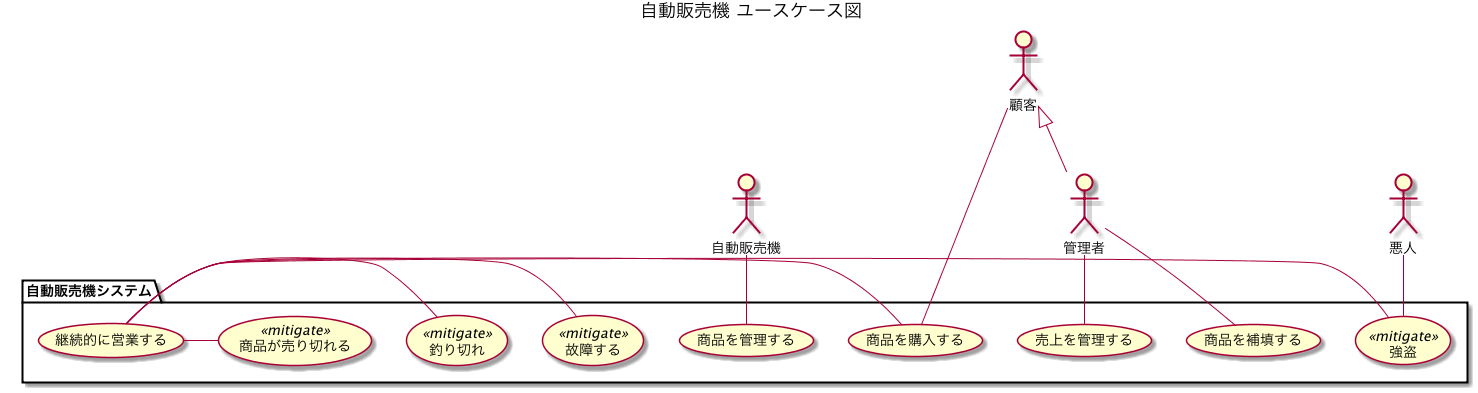 自動販売機 ユースケース図
顧客
自動販売機
管理者
悪人
自動販売機システム
継続的に営業する
«mitigate»
商品が売り切れる
«mitigate»
釣り切れ
«mitigate»
故障する
商品を管理する
商品を購入する
売上を管理する
商品を補填する
«mitigate»
強盗